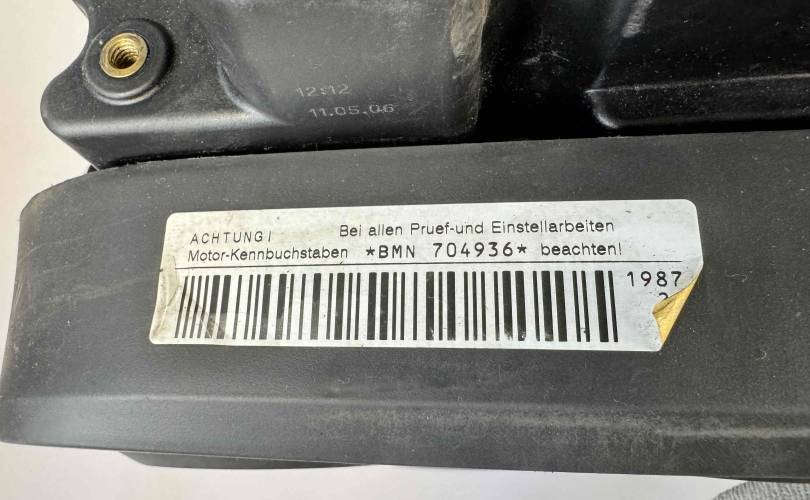 12:12
11.05.06
ACHTUNG! Bei allen Pruef-und Einstellarbeiten
Motor-Kennbuchstaben *BMN 704936* beachten!
1987